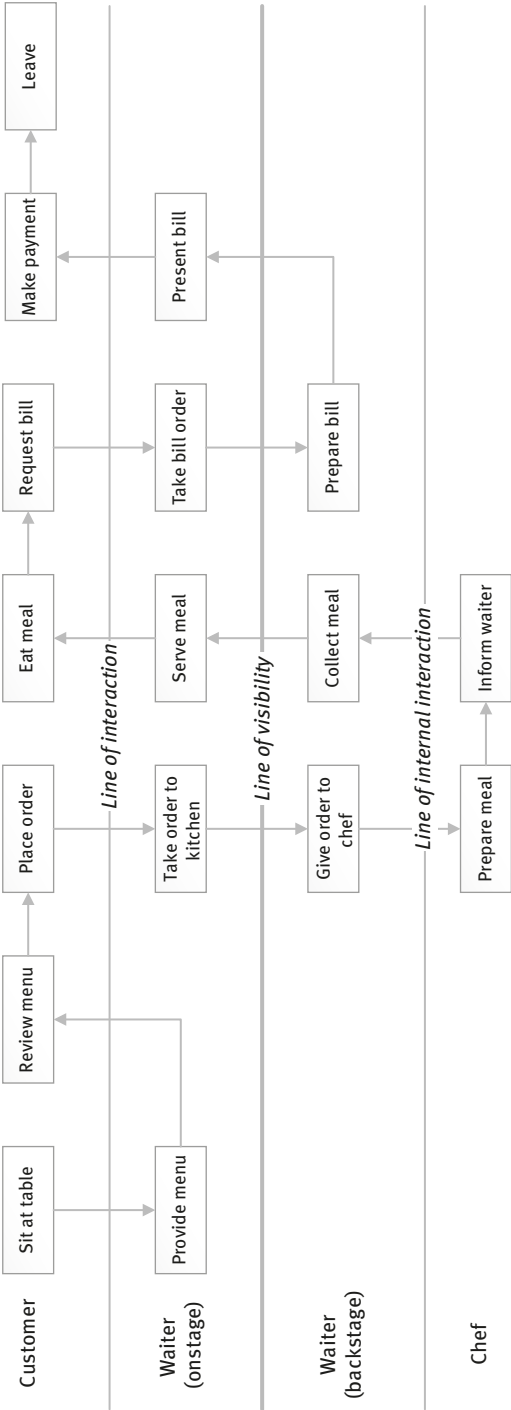 Customer
Sit at table
Review menu
Place order
Eat meal
Request bill
Make payment
Leave
Line of interaction
Waiter
(onstage)
Provide menu
Take order to
kitchen
Serve meal
Take bill order
Present bill
Line of visibility
Waiter
(backstage)
Give order to
chef
Collect meal
Prepare bill
Line of internal interaction
Chef
Prepare meal
Inform waiter